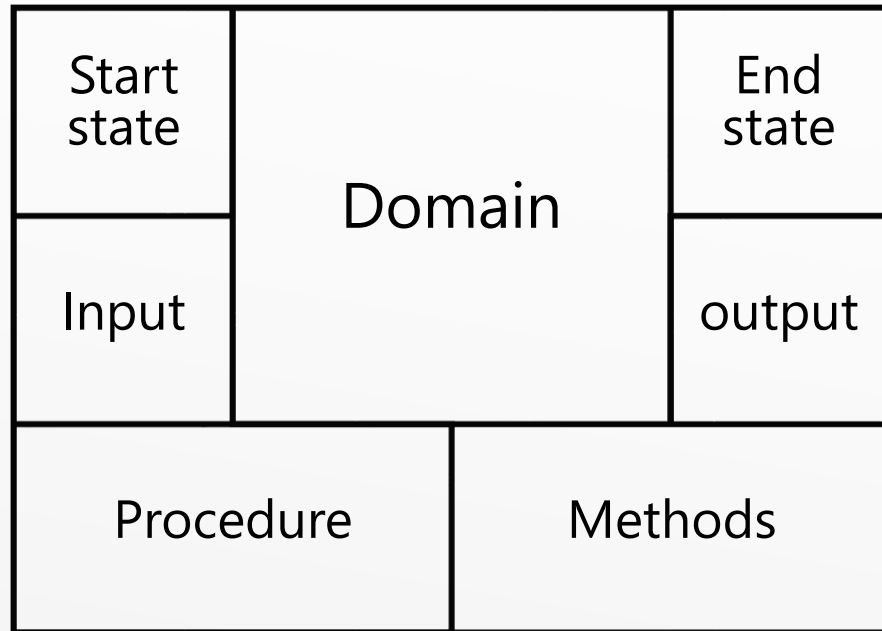 Start
state
Domain
End
state
Input
output
Procedure
Methods